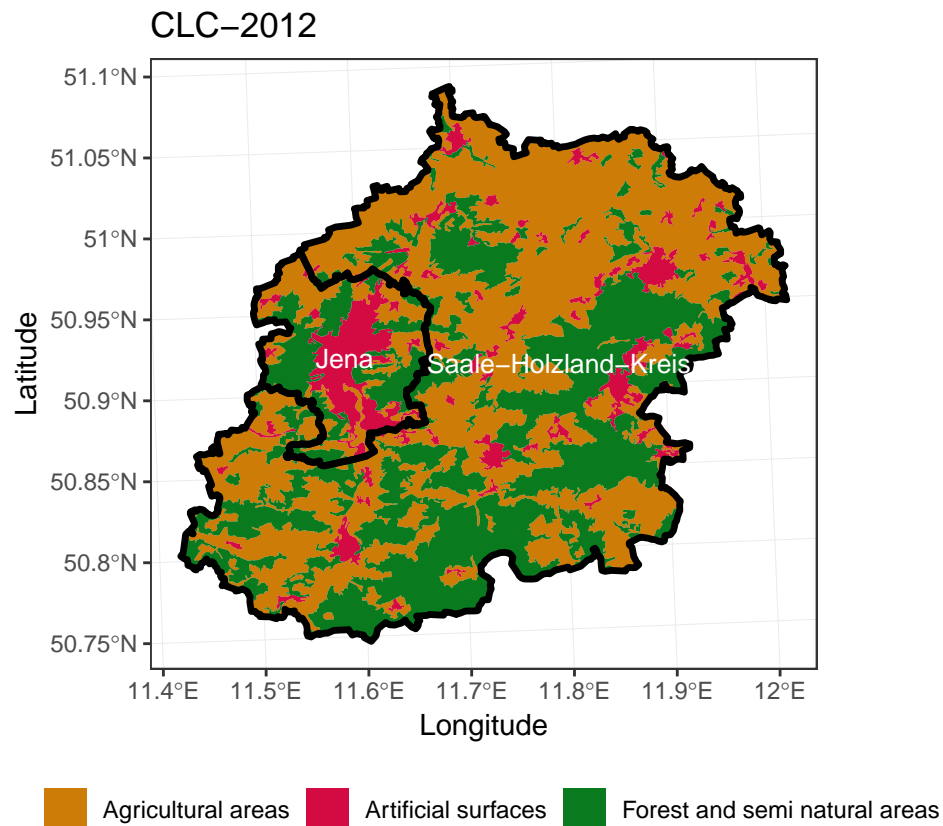 CLC−2012
51.1°N
51.05°N
51°N
50.95°N
50.9°N
50.85°N
50.8°N
50.75°N
Latitude
Jena
Saale−Holzland−Kreis
11.4°E 11.5°E 11.6°E 11.7°E 11.8°E 11.9°E 12°E
Longitude
Agricultural areas Artificial surfaces Forest and semi natural areas